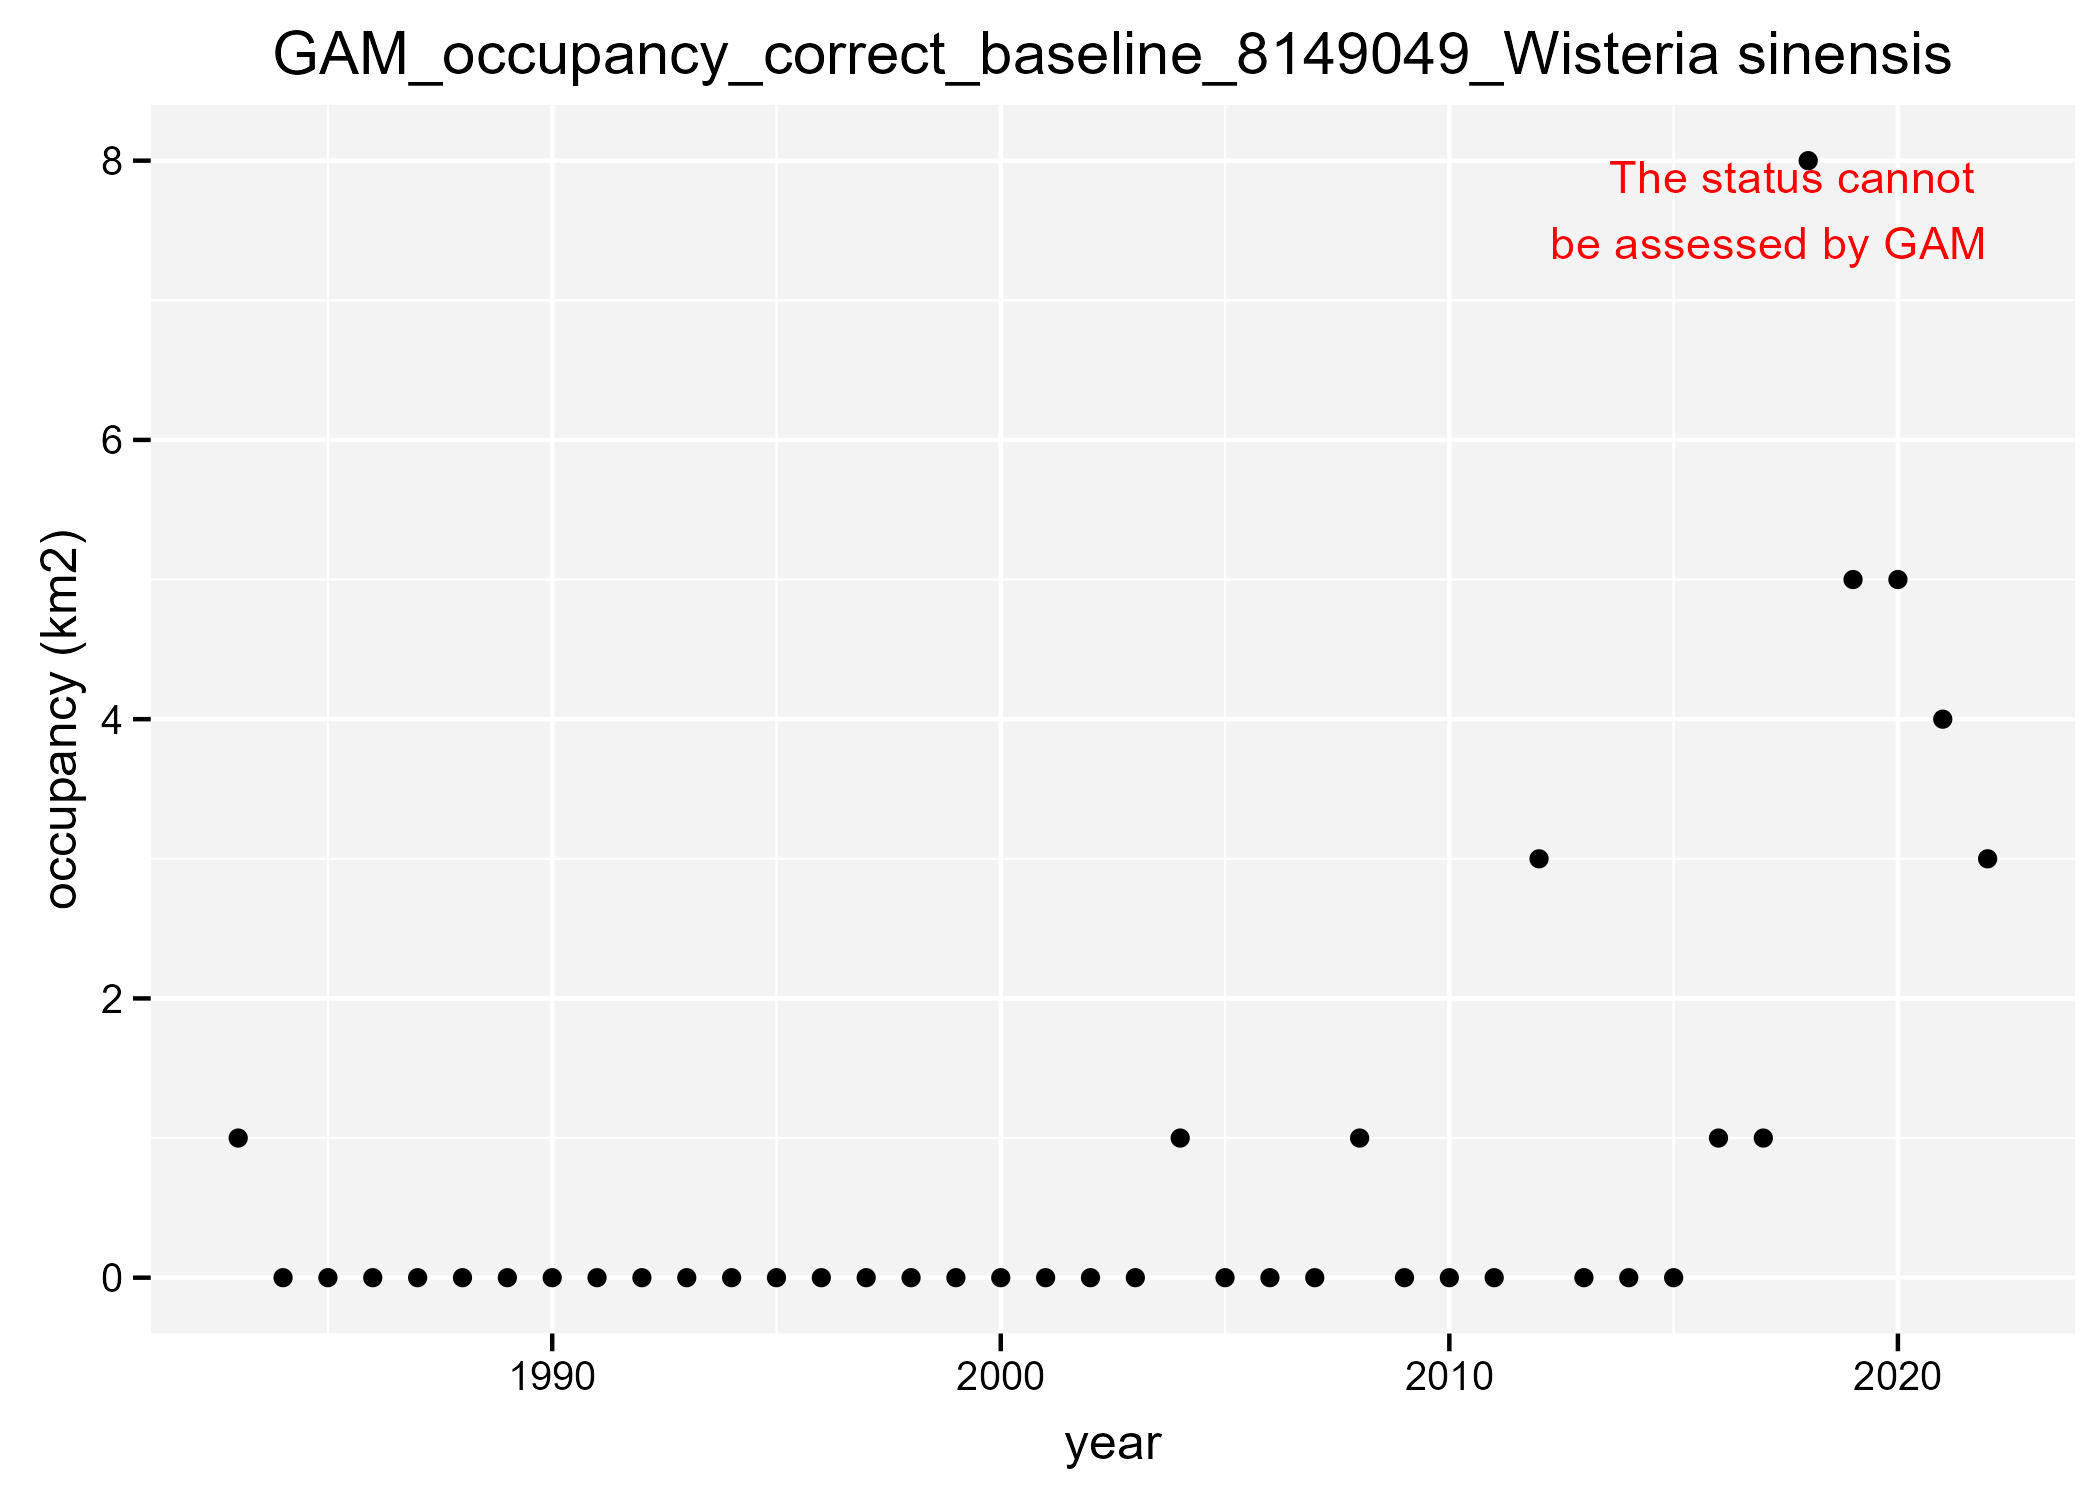 GAM_occupancy_correct_baseline_8149049_Wisteria sinensis
8
The status cannot
be assessed by GAM
6
occupancy (km2)
4
2
0
1990 2000 2010 2020
year